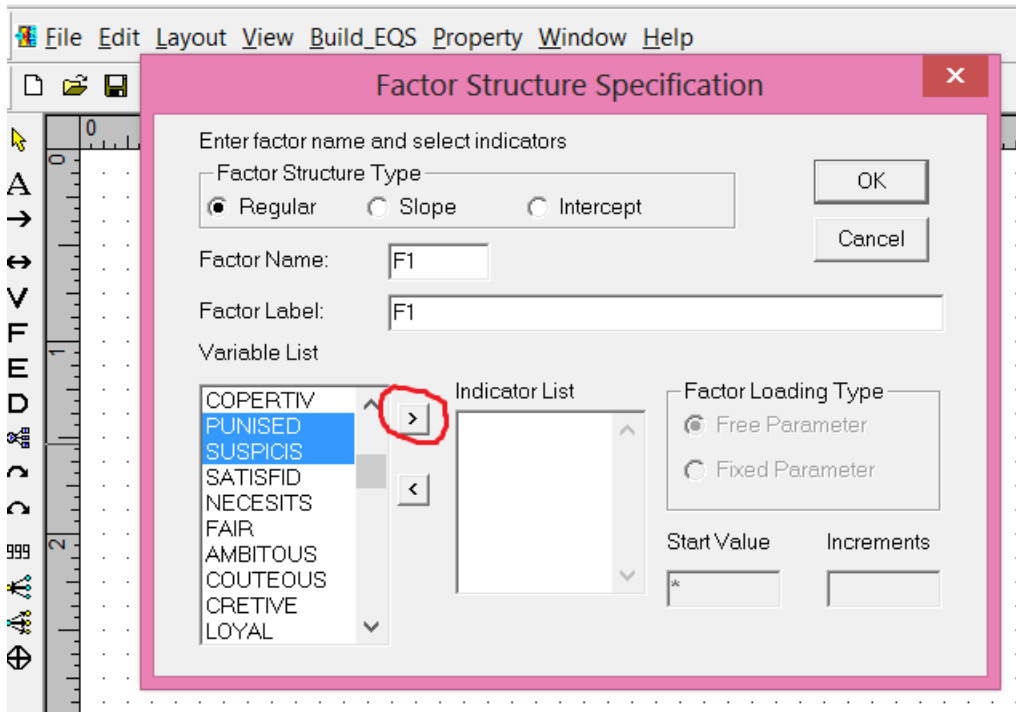 File Edit Layout View Build_EQS Property Window Help
Factor Structure Specification
0
0
1
2
A
V
F
E
D
999
Enter factor name and select indicators
Factor Structure Type
Regular Slope Intercept
OK
Cancel
Factor Name: F1
Factor Label: F1
Variable List
Indicator List
Factor Loading Type
COPERTIV
PUNISED
SUSPICIS
SATISFID
NECESITS
FAIR
AMBITOUS
COUTEOUS
CRETIVE
LOYAL
>
<
Free Parameter
Fixed Parameter
Start Value Increments
*